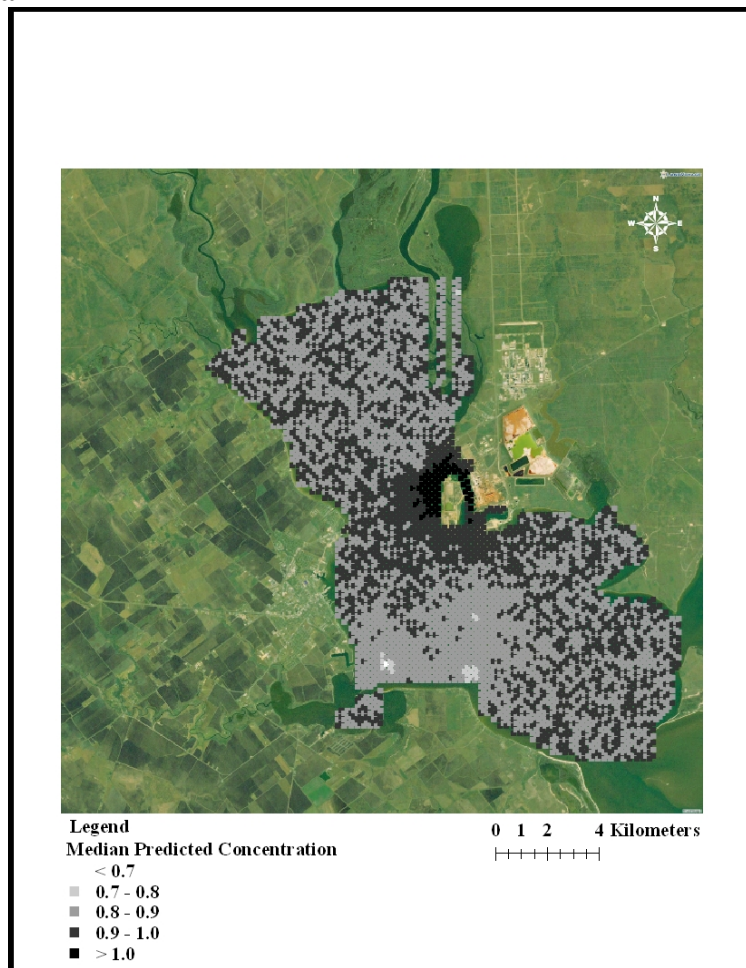 N
W E
S
Legend
0 1 2 4 Kilometers
Median Predicted Concentration
< 0.7
0.7 - 0.8
0.8 - 0.9
0.9 - 1.0
> 1.0